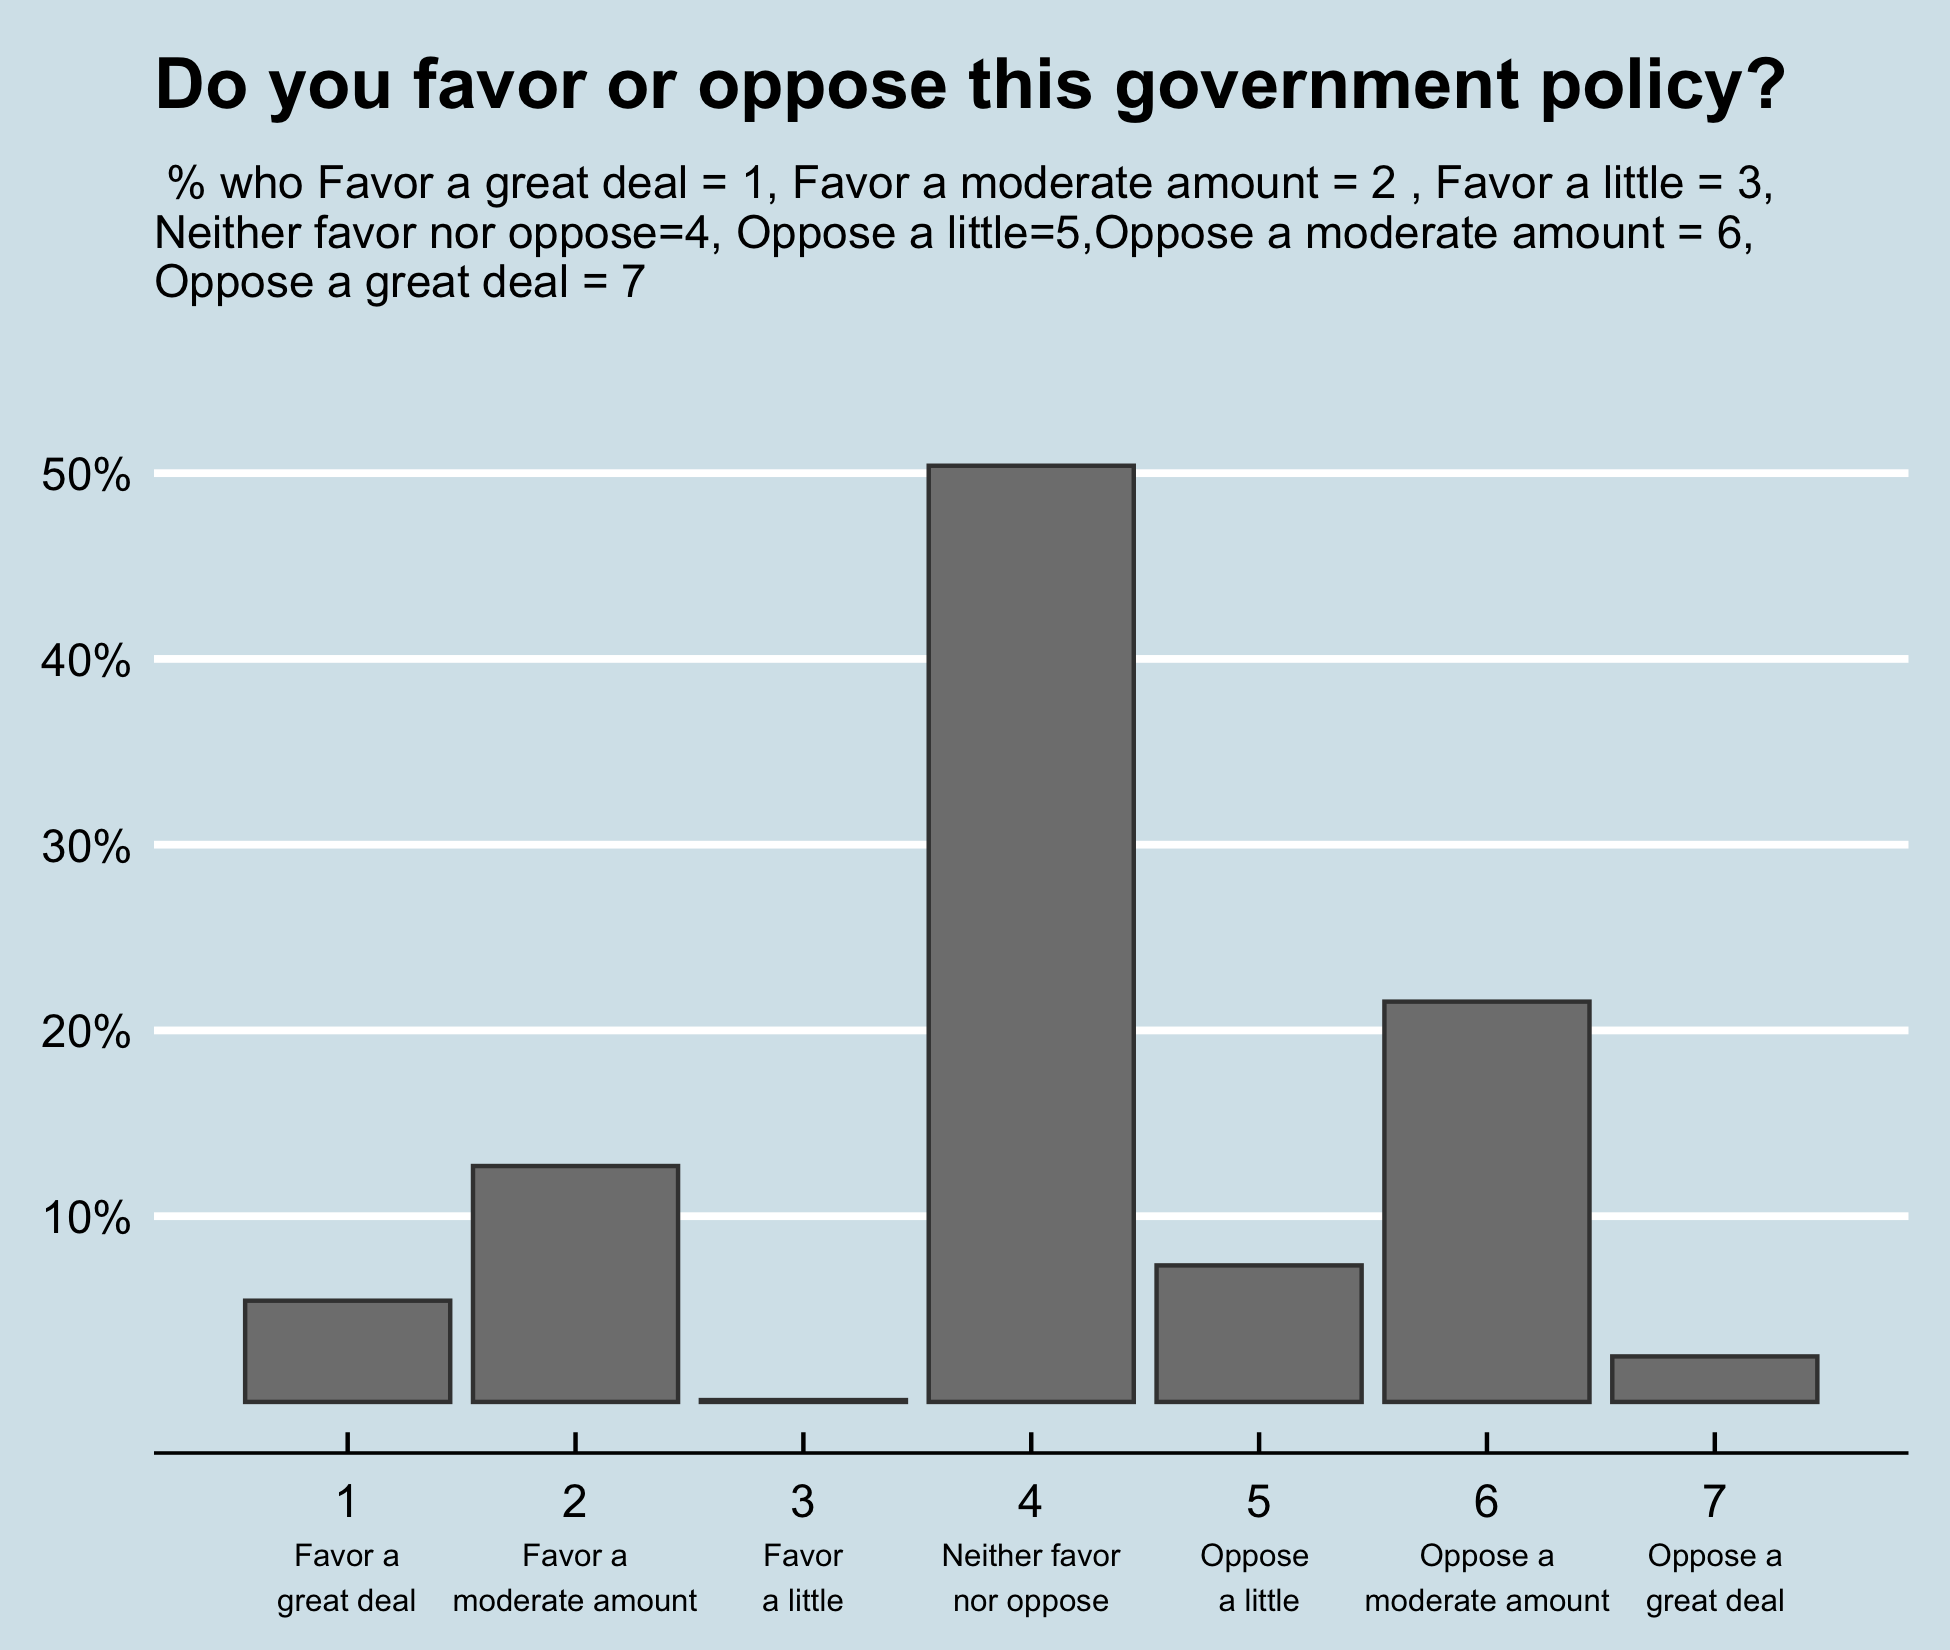 Do you favor or oppose this government policy?
% who Favor a great deal = 1, Favor a moderate amount = 2 , Favor a little = 3,
Neither favor nor oppose=4, Oppose a little=5,Oppose a moderate amount = 6,
Oppose a great deal = 7
50%
40%
30%
20%
10%
1 2 3 4 5 6 7
Favor a Favor a Favor Neither favor Oppose Oppose a Oppose a
great deal moderate amount a little nor oppose a little moderate amount great deal